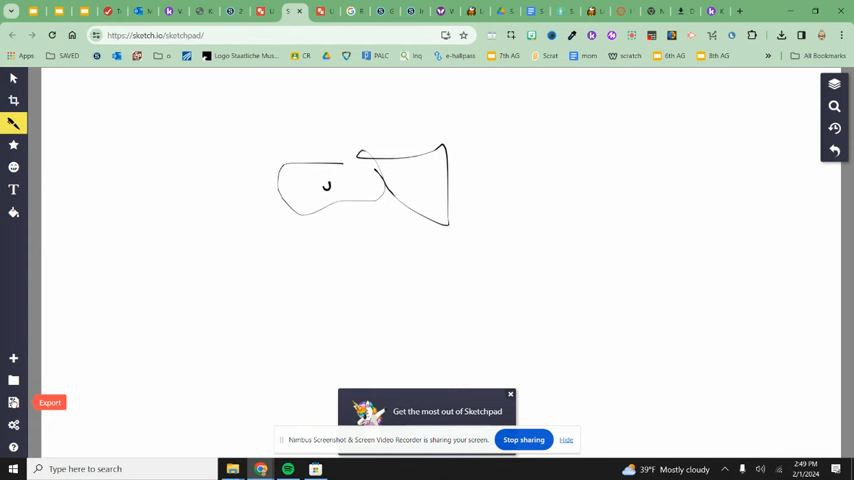 2
G
R
S
G
W
S
S
D
K
https://sketch.io/sketchpad/
Apps
SAVED
o
Logo Staatliche Mus...
CR
PALC
Inq
e-hallpass
7th AG
Scrat
mom
scratch
6th AG
8th AG
»
All Bookmarks
T
Export
Get the most out of Sketchpad
Nimbus Screenshot & Screen Video Recorder is sharing your screen.
Stop sharing
Hide
Type here to search
39°F Mostly cloudy
2:49 PM
2/1/2024